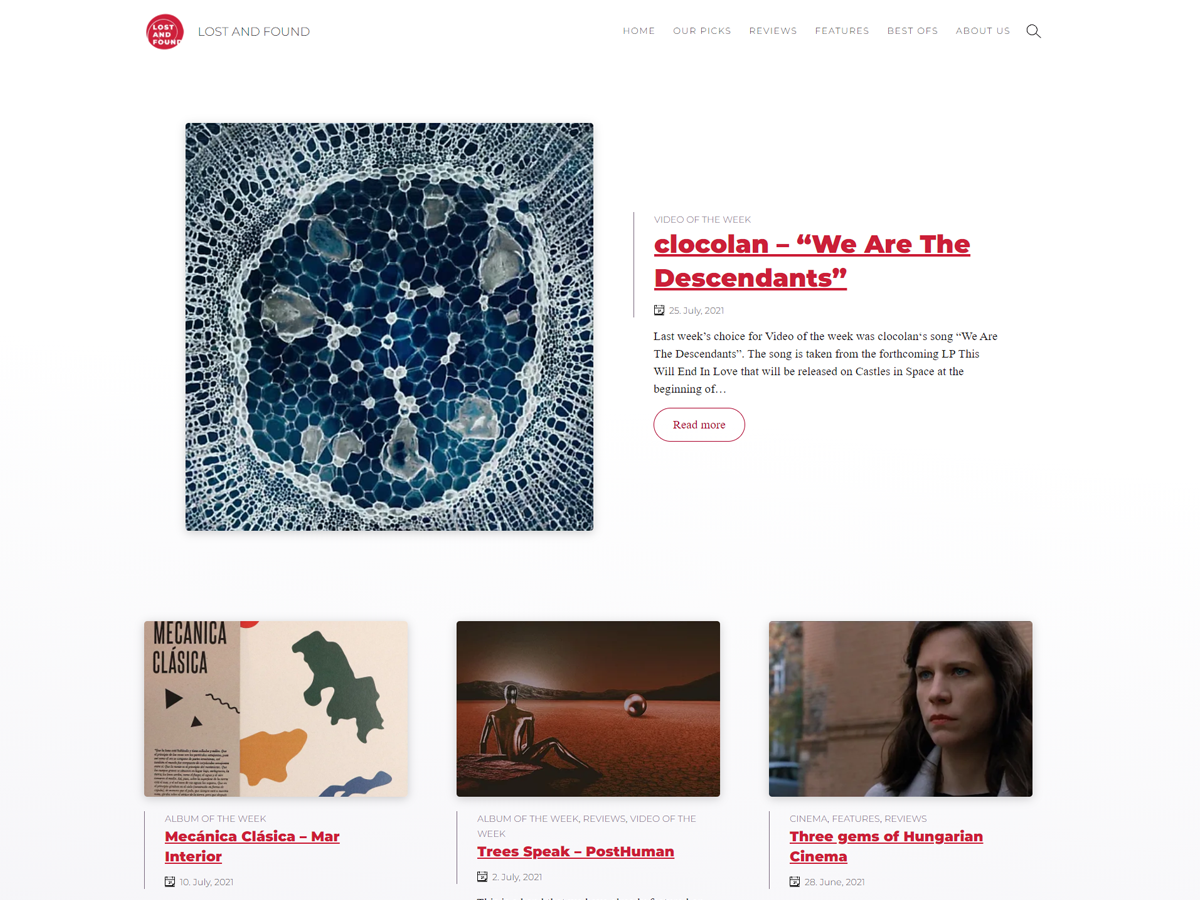 LOST
AND
FOUND
LOST AND FOUND
HOME OUR PICKS REVIEWS FEATURES BEST OFS ABOUT US
VIDEO OF THE WEEK
clocolan – “We Are The
Descendants”
25. July, 2021
Last week’s choice for Video of the week was clocolan‘s song “We Are
The Descendants”. The song is taken from the forthcoming LP This
Will End In Love that will be released on Castles in Space at the
beginning of…
Read more
MECANICA
CLÁSICA
ALBUM OF THE WEEK
Mecánica Clásica – Mar
Interior
10. July, 2021
ALBUM OF THE WEEK, REVIEWS, VIDEO OF THE
WEEK
Trees Speak – PostHuman
2. July, 2021
CINEMA, FEATURES, REVIEWS
Three gems of Hungarian
Cinema
28. June, 2021